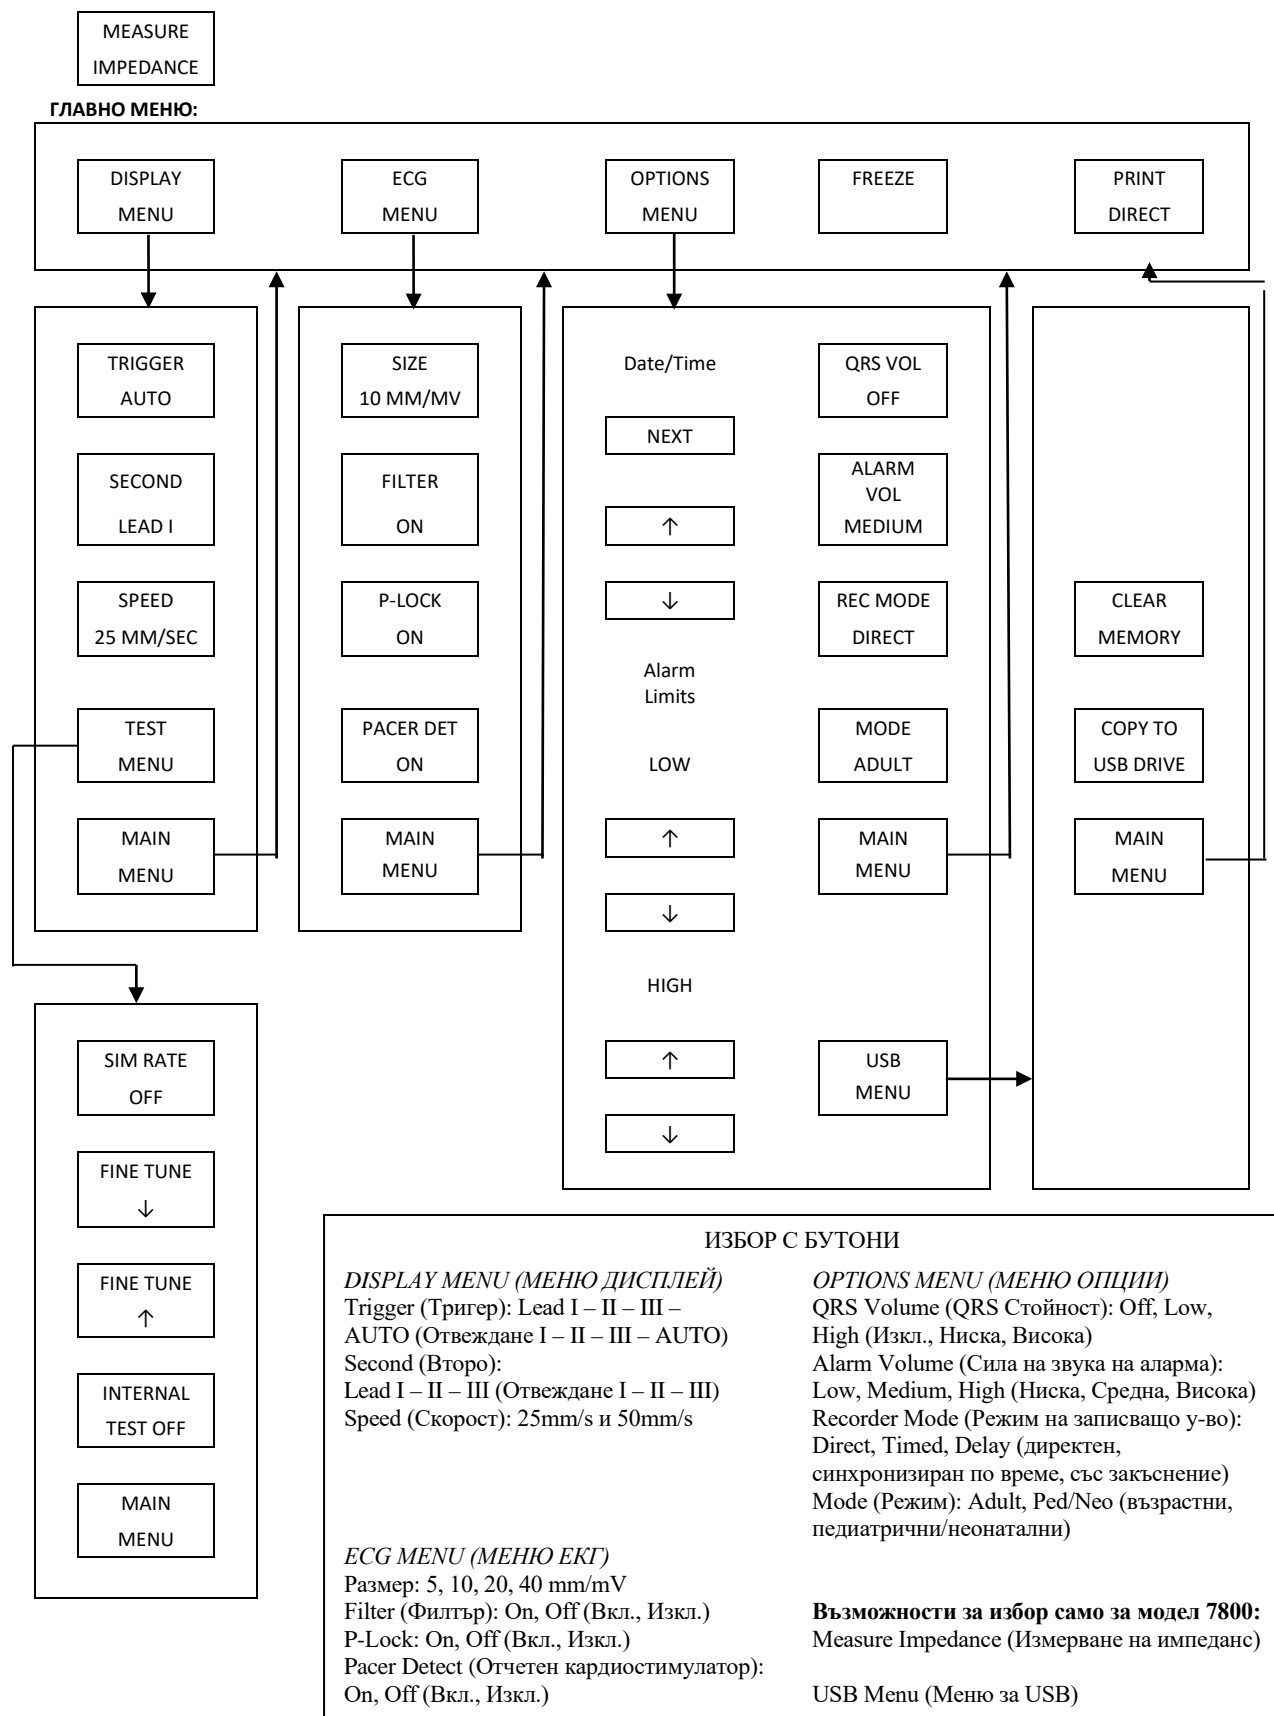 MEASURE
IMPEDANCE
ГЛАВНО МЕНЮ:
DISPLAY
MENU
ECG
MENU
OPTIONS
MENU
FREEZE
PRINT
DIRECT
TRIGGER
AUTO
SECOND
LEAD I
SPEED
25 MM/SEC
TEST
MENU
MAIN
MENU
SIZE
10 MM/MV
FILTER
ON
P-LOCK
ON
PACER DET
ON
MAIN
MENU
Date/Time
NEXT
↑
↓
Alarm
Limits
LOW
↑
↓
HIGH
↑
↓
QRS VOL
OFF
ALARM
VOL
MEDIUM
REC MODE
DIRECT
MODE
ADULT
MAIN
MENU
USB
MENU
CLEAR
MEMORY
COPY TO
USB DRIVE
MAIN
MENU
SIM RATE
OFF
FINE TUNE
↓
FINE TUNE
↑
INTERNAL
TEST OFF
MAIN
MENU
ИЗБОР С БУТОНИ
DISPLAY MENU (МЕНЮ ДИСПЛЕЙ)
Trigger (Тригер): Lead I – II – III –
AUTO (Отвеждане I – II – III – AUTO)
Second (Второ):
Lead I – II – III (Отвеждане I – II – III)
Speed (Скорост): 25mm/s и 50mm/s
ECG MENU (МЕНЮ ЕКГ)
Размер: 5, 10, 20, 40 mm/mV
Filter (Филтър): On, Off (Вкл., Изкл.)
P-Lock: On, Off (Вкл., Изкл.)
Pacer Detect (Отчетен кардиостимулатор):
On, Off (Вкл., Изкл.)
OPTIONS MENU (МЕНЮ ОПЦИИ)
QRS Volume (QRS Стойност): Off, Low,
High (Изкл., Ниска, Висока)
Alarm Volume (Сила на звука на аларма):
Low, Medium, High (Ниска, Средна, Висока)
Recorder Mode (Режим на записващо у-во):
Direct, Timed, Delay (директен,
синхронизиран по време, със закъснение)
Mode (Режим): Adult, Ped/Neo (възрастни,
педиатрични/неонатални)
Възможности за избор само за модел 7800:
Measure Impedance (Измерване на импеданс)
USB Menu (Меню за USB)